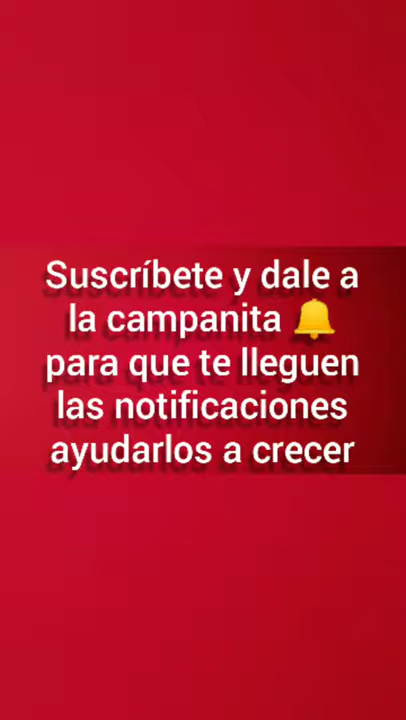 Suscríbete y dale a
la campanita 🔔
para que te lleguen
las notificaciones
ayudarlos a crecer